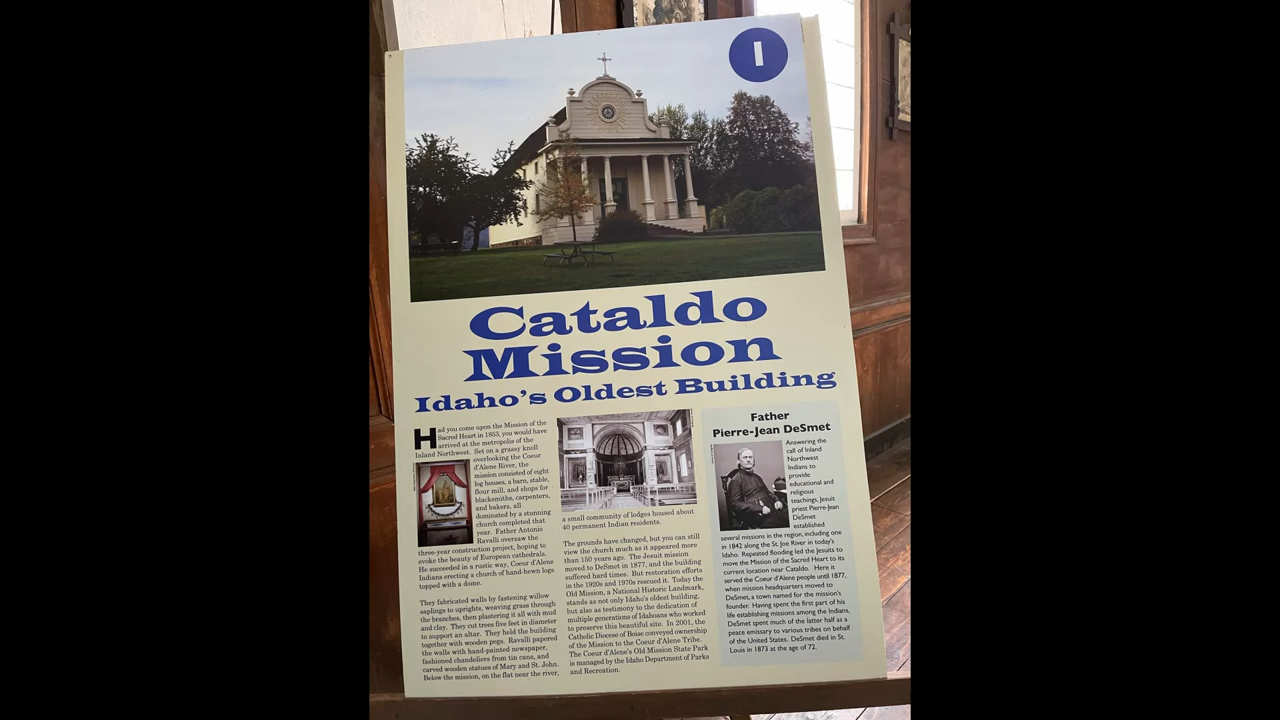 I
Cataldo
Mission
Idaho's Oldest Building
Had you come upon the Mission of the
Sacred Heart in 1853, you would have
arrived at the metropolis of the
Inland Northwest. Set on a grassy knoll
overlooking the Coeur
d'Alene River, the
mission consisted of eight
log houses, a barn, stable,
flour mill, and shops for
blacksmiths, carpenters,
and bakers, all
dominated by a stunning
church completed that
year. Father Antonio
Ravalli oversaw the
three-year construction project, hoping to
evoke the beauty of European cathedrals.
He succeeded in a rustic way, Coeur d'Alene
Indians erecting a church of hand-hewn logs
topped with a dome.
They fabricated walls by fastening willow
saplings to uprights, weaving grass through
the branches, then plastering it all with mud
and clay. They cut trees five feet in diameter
to support an altar. They held the building
together with wooden pegs. Ravalli papered
the walls with hand-painted newspaper,
fashioned chandeliers from tin cans, and
carved wooden statues of Mary and St. John.
Below the mission, on the flat near the river,
a small community of lodges housed about
40 permanent Indian residents.
The grounds have changed, but you can still
view the church much as it appeared more
than 150 years ago. The Jesuit mission
moved to DeSmet in 1877, and the building
suffered hard times. But restoration efforts
in the 1920s and 1970s rescued it. Today the
Old Mission, a National Historic Landmark,
stands as not only Idaho's oldest building,
but also as testimony to the dedication of
multiple generations of Idahoans who worked
to preserve this beautiful site. In 2001, the
Catholic Diocese of Boise conveyed ownership
of the Mission to the Coeur d'Alene Tribe.
The Coeur d'Alene's Old Mission State Park
is managed by the Idaho Department of Parks
and Recreation.
Father
Pierre-Jean DeSmet
Answering the
call of Inland
Northwest
Indians to
provide
educational and
religious
teachings, Jesuit
priest Pierre-Jean
DeSmet
established
several missions in the region, including one
in 1842 along the St. Joe River in today's
Idaho. Repeated flooding led the Jesuits to
move the Mission of the Sacred Heart to its
current location near Cataldo. Here it
served the Coeur d'Alene people until 1877,
when mission headquarters moved to
DeSmet, a town named for the mission's
founder. Having spent the first part of his
life establishing missions among the Indians,
DeSmet spent much of the latter half as a
peace emissary to various tribes on behalf
of the United States. DeSmet died in St.
Louis in 1873 at the age of 72.